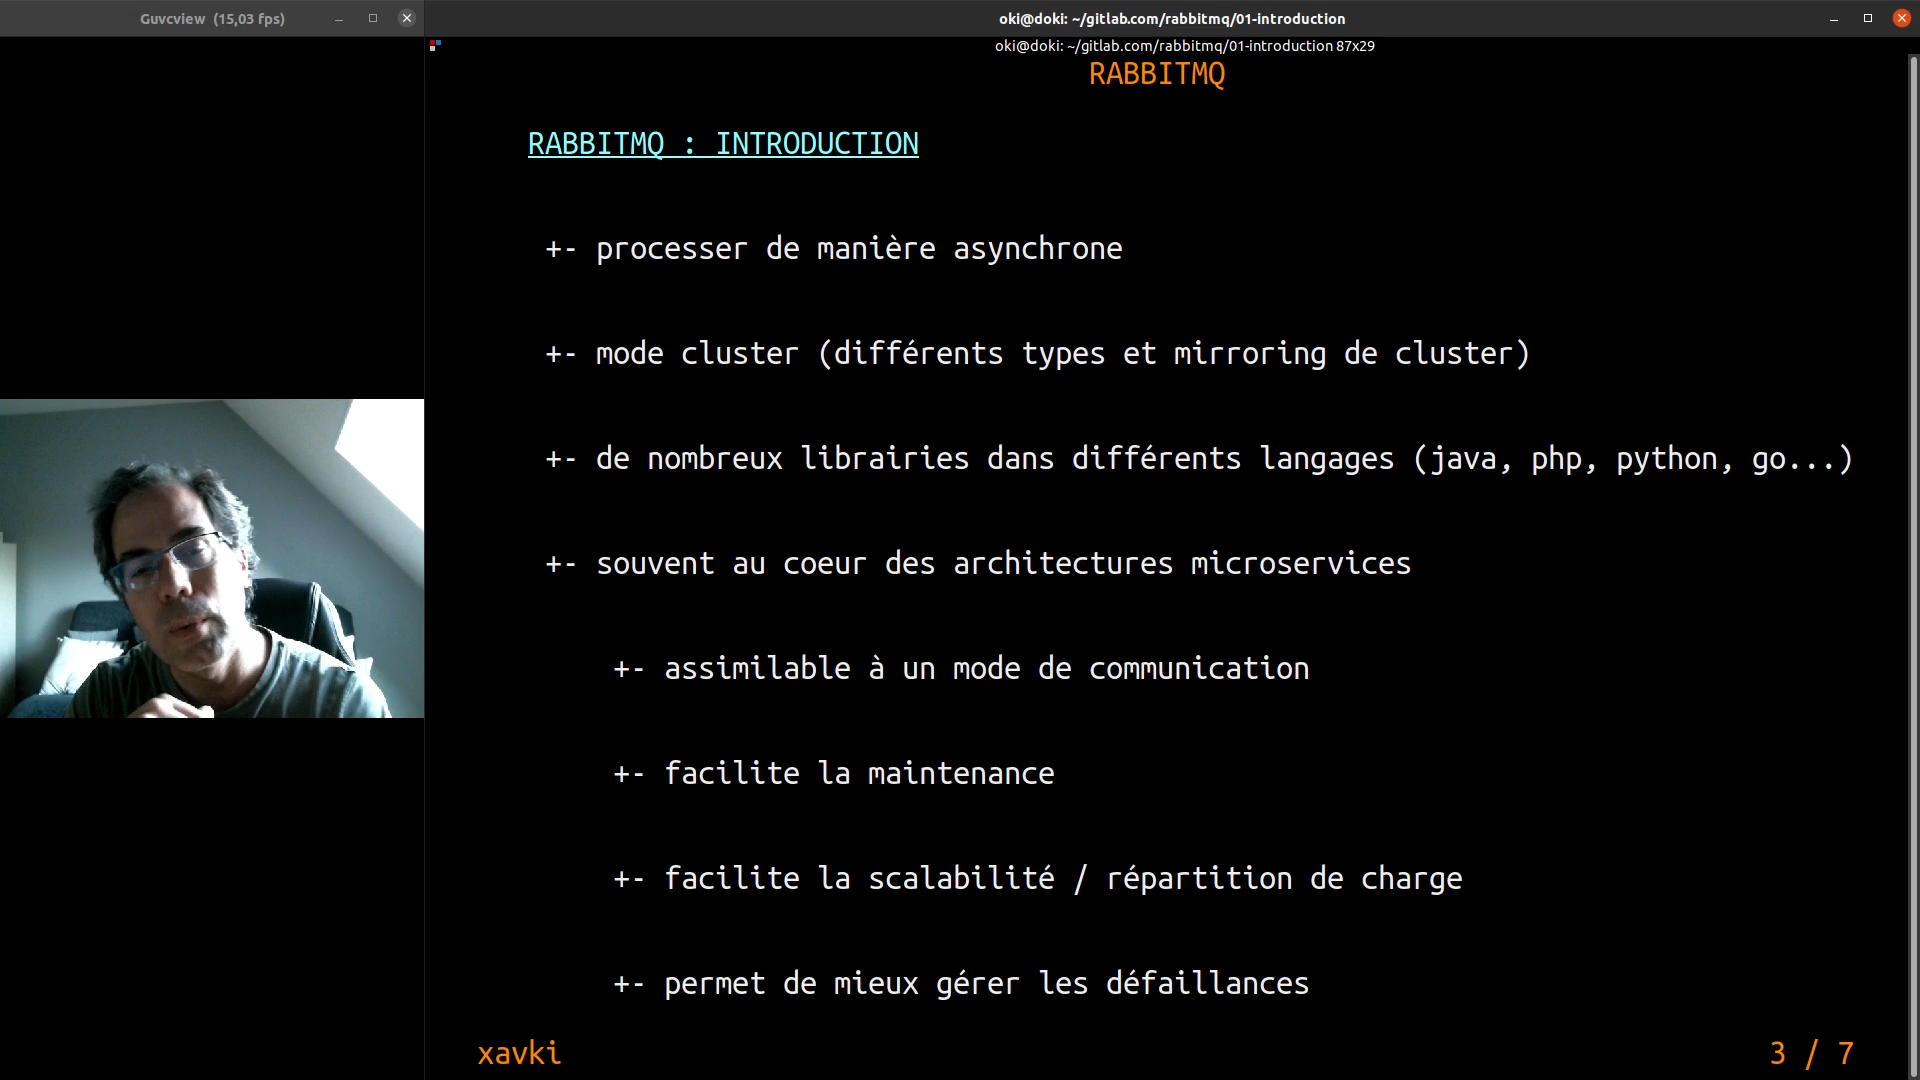 Guvcview (15,03 fps)
oki@doki: ~/gitlab.com/rabbitmq/01-introduction
oki@doki: ~/gitlab.com/rabbitmq/01-introduction 87x29
RABBITMQ
RABBITMQ : INTRODUCTION
+- processer de manière asynchrone
+- mode cluster (différents types et mirroring de cluster)
+- de nombreux librairies dans différents langages (java, php, python, go...)
+- souvent au coeur des architectures microservices
+- assimilable à un mode de communication
+- facilite la maintenance
+- facilite la scalabilité / répartition de charge
+- permet de mieux gérer les défaillances
xavki
3 / 7